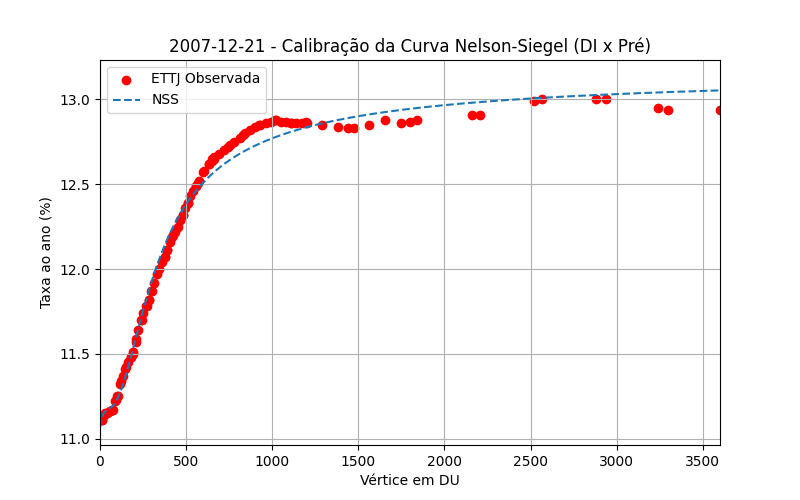 2007-12-21 - Calibração da Curva Nelson-Siegel (DI x Pré)
ETTJ Observada
NSS
13.0
12.5
12.0
11.5
11.0
Taxa ao ano (%)
0 500 1000 1500 2000 2500 3000 3500
Vértice em DU